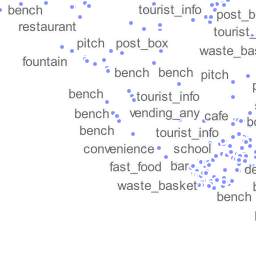 bench
tourist_info
post_b
restaurant
tourist_
pitch
post_box
waste_bas
fountain
bench
bench
pitch
bench
tourist_info
bench
vending_any
cafe
bench
tourist_info
convenience
school
fast_food
bar
de
waste_basket
bench